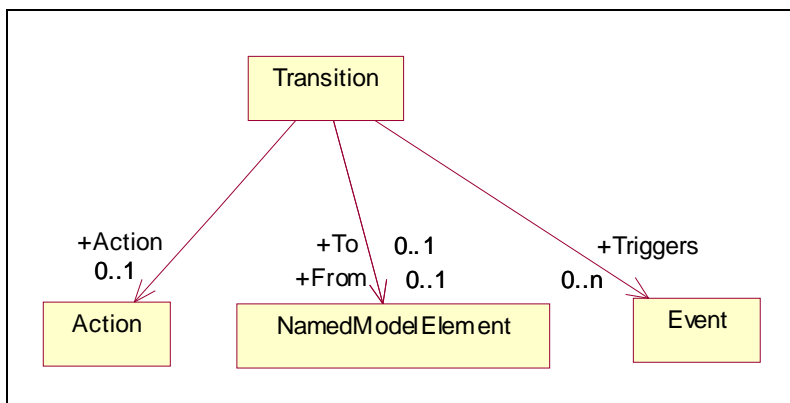 Transition
+Action
0..1
+To 0..1
+From 0..1
+Triggers
0..n
Action
NamedModelElement
Event